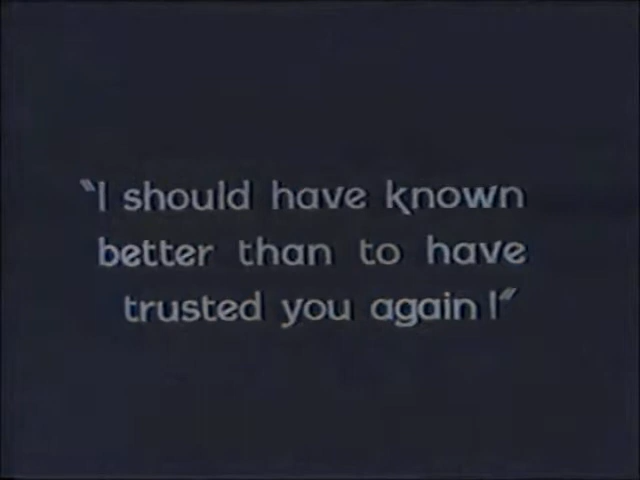 "I should have known
better than to have
trusted you again!"